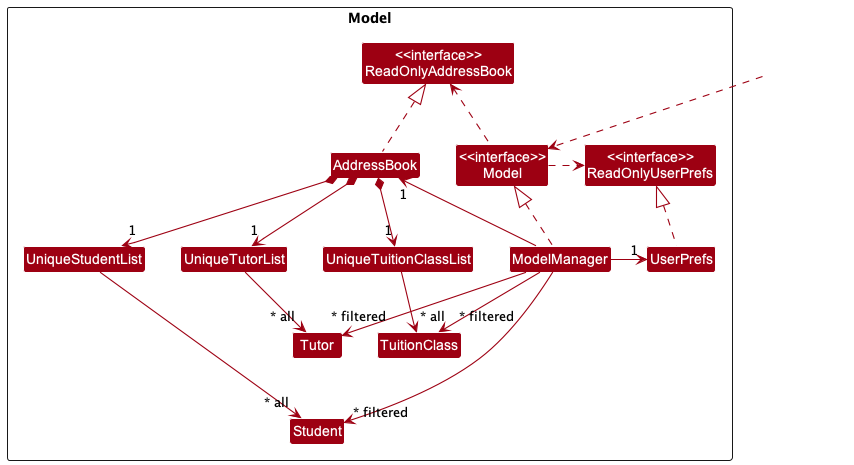 Model
<<interface>>
ReadOnlyAddressBook
AddressBook
<<interface>>
Model
<<interface>>
ReadOnlyUserPrefs
1
1
1
1
1
UniqueStudentList
UniqueTutorList
UniqueTuitionClassList
ModelManager
UserPrefs
* all
* filtered
* all
* filtered
Tutor
TuitionClass
* all
* filtered
Student